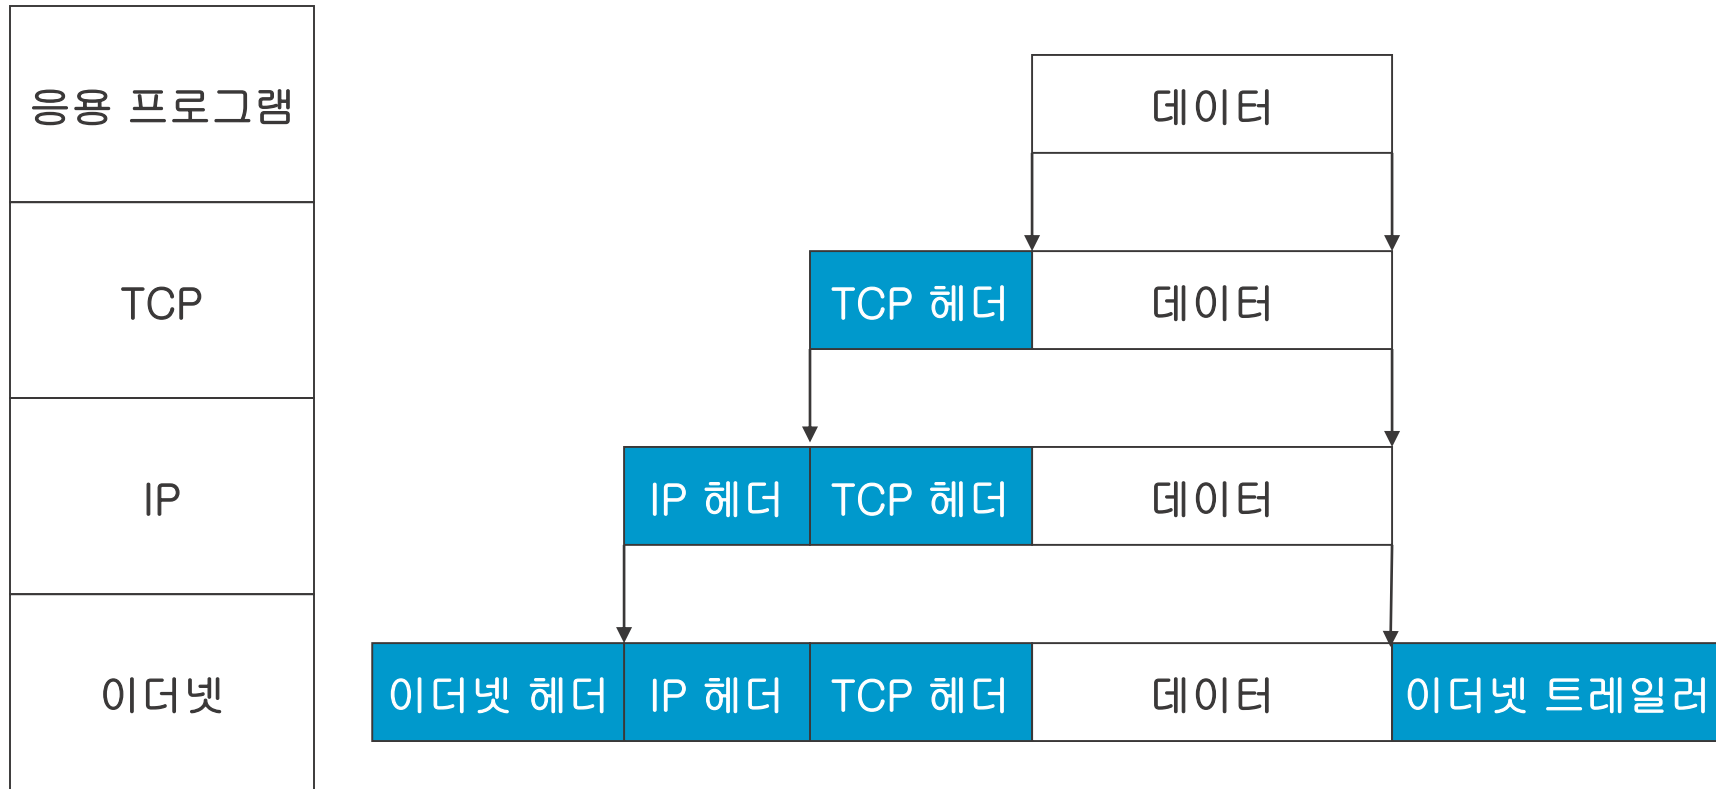 응용 프로그램
데이터
TCP
TCP 헤더
데이터
IP
IP 헤더
TCP 헤더
데이터
이더넷
이더넷 헤더
IP 헤더
TCP 헤더
데이터
이더넷 트레일러